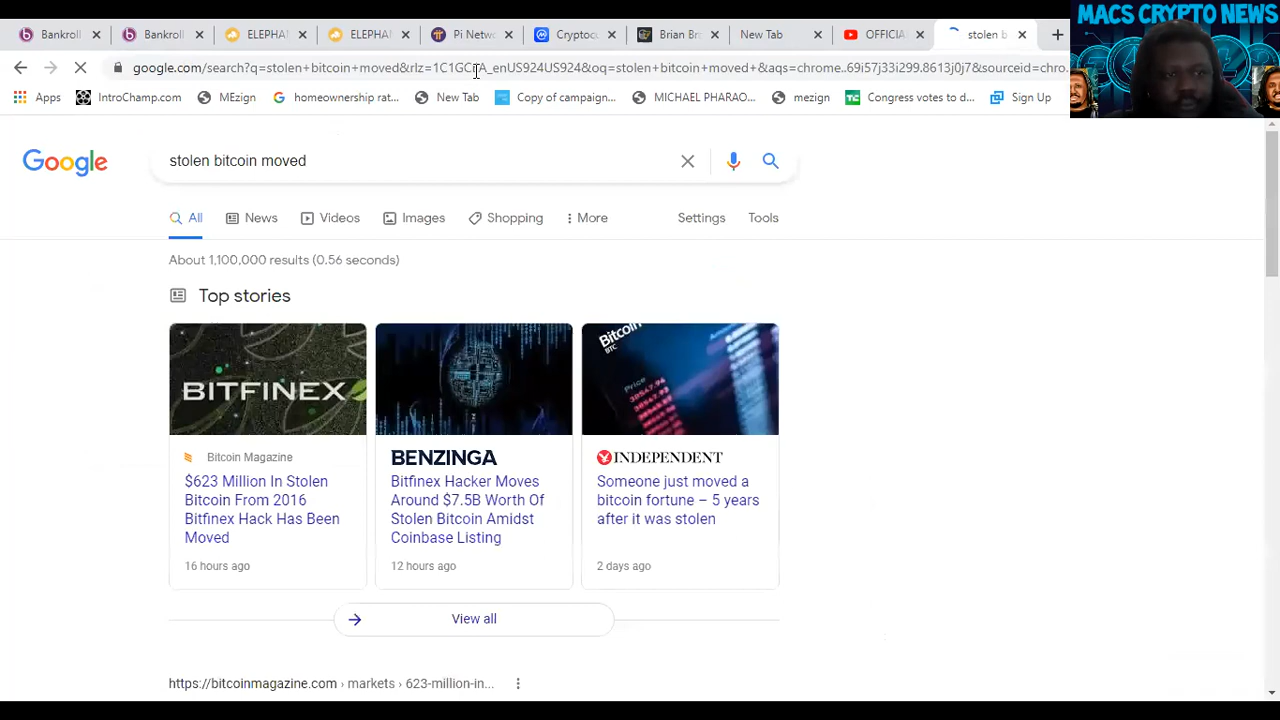 MACS CRYPTO NEWS
Bankroll
Bankroll
ELEPHAN
ELEPHAN
Pi Netwo
Cryptocu
Brian Br
New Tab
OFFICIA
stolen b
google.com/search?q=stolen+bitcoin+moved&rlz=1C1GCEA_enUS924US924&oq=stolen+bitcoin+moved+&aqs=chrome..69i57j33i299.8613j0j7&sourceid=chro...
Apps
IntroChamp.com
MEzign
homeownership rat...
New Tab
Copy of campaign...
MICHAEL PHARAO...
mezign
Congress votes to d...
Sign Up
Google
stolen bitcoin moved
All
News
Videos
Images
Shopping
More
Settings
Tools
About 1,100,000 results (0.56 seconds)
Top stories
BITFINEX
Bitcoin
BTC
Price
Bitcoin Magazine
$623 Million In Stolen
Bitcoin From 2016
Bitfinex Hack Has Been
Moved
16 hours ago
BENZINGA
Bitfinex Hacker Moves
Around $7.5B Worth Of
Stolen Bitcoin Amidst
Coinbase Listing
12 hours ago
INDEPENDENT
Someone just moved a
bitcoin fortune – 5 years
after it was stolen
2 days ago
View all
https://bitcoinmagazine.com › markets › 623-million-in...